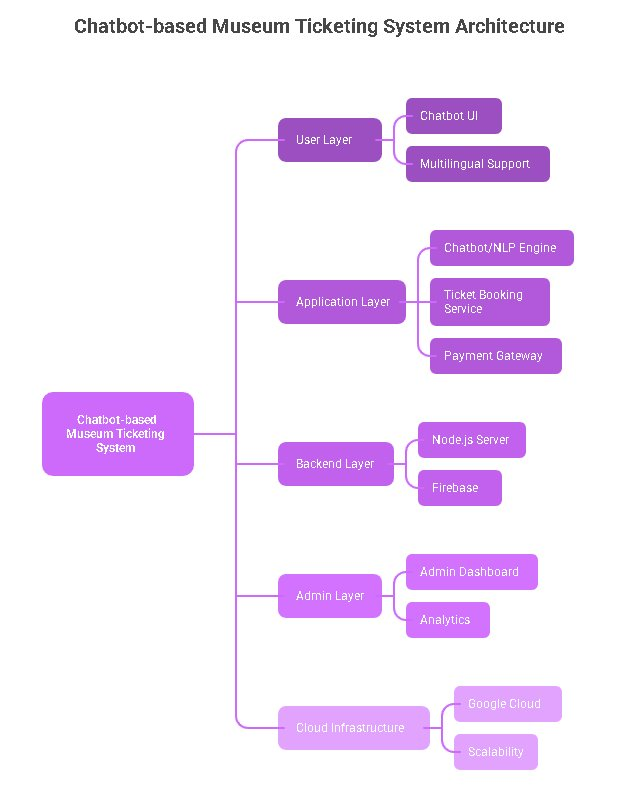 Chatbot-based Museum Ticketing System Architecture
Chatbot-based
Museum Ticketing
System
User Layer
Chatbot UI
Multilingual Support
Application Layer
Chatbot/NLP Engine
Ticket Booking
Service
Payment Gateway
Backend Layer
Node.js Server
Firebase
Admin Layer
Admin Dashboard
Analytics
Cloud Infrastructure
Google Cloud
Scalability